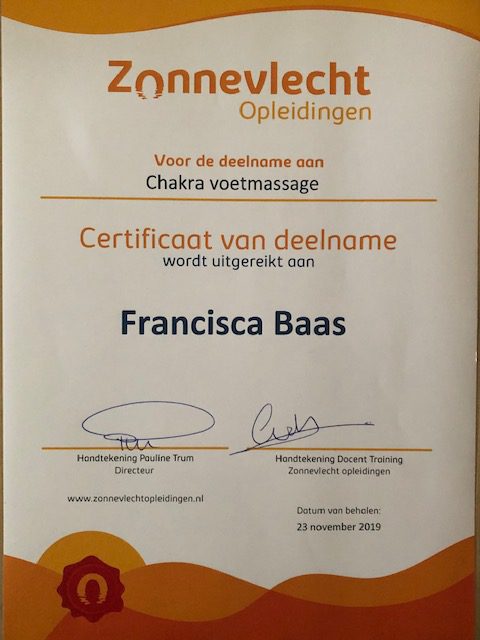 Zonnevlecht
Opleidingen
Voor de deelname aan
Chakra voetmassage
Certificaat van deelname
wordt uitgereikt aan
Francisca Baas
Handtekening Pauline Trum
Directeur
Handtekening Docent Training
Zonnevlecht opleidingen
www.zonnevlechtopleidingen.nl
Datum van behalen:
23 november 2019